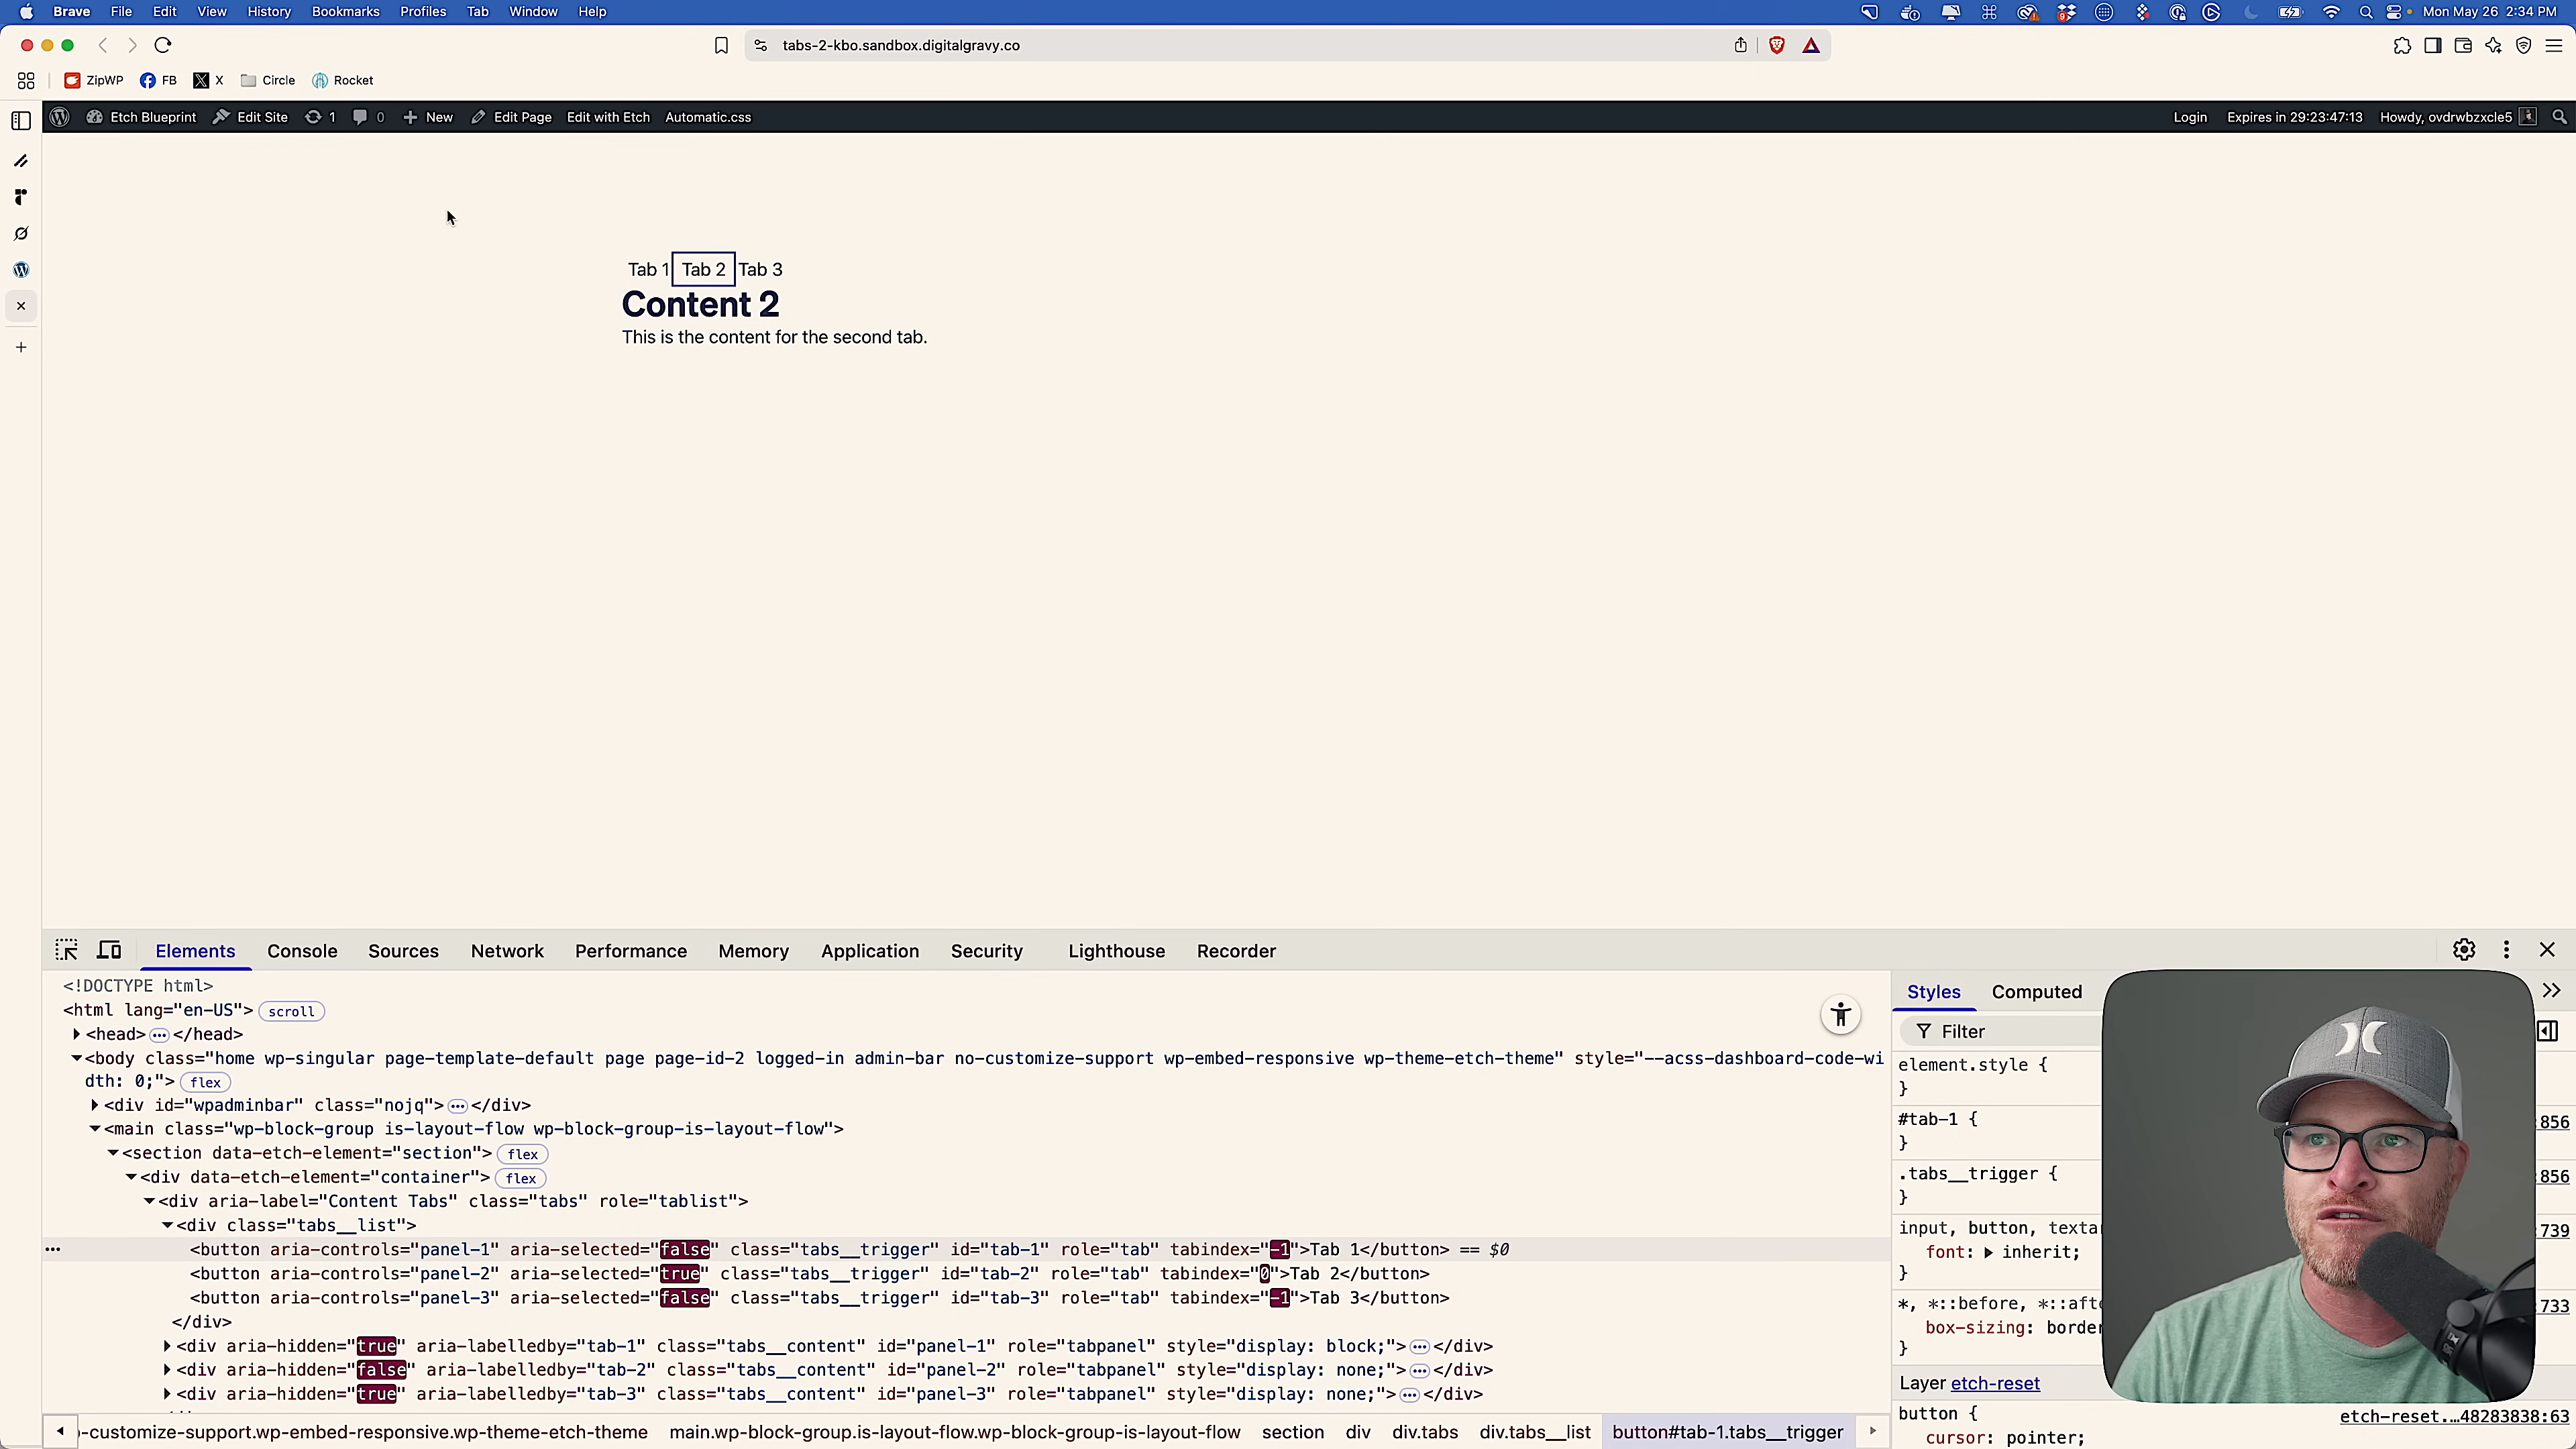 Brave File Edit View History Bookmarks Profiles Tab Window Help
Mon May 26 2:34 PM
tabs-2-kbo.sandbox.digitalgravy.co
ZipWP FB X Circle Rocket
Etch Blueprint Edit Site 1 0 New Edit Page Edit with Etch Automatic.css
Login Expires in 29:23:47:13 Howdy, ovdrwbzxcle5
Tab 1 Tab 2 Tab 3
Content 2
This is the content for the second tab.
Elements Console Sources Network Performance Memory Application Security Lighthouse Recorder
<!DOCTYPE html>
<html lang="en-US"> scroll
<head> ... </head>
<body class="home wp-singular page-template-default page page-id-2 logged-in admin-bar no-customize-support wp-embed-responsive wp-theme-etch-theme" style="--acss-dashboard-code-wi
dth: 0;"> flex
<div id="wpadminbar" class="nojq"> ... </div>
<main class="wp-block-group is-layout-flow wp-block-group-is-layout-flow">
<section data-etch-element="section"> flex
<div data-etch-element="container"> flex
<div aria-label="Content Tabs" class="tabs" role="tablist">
<div class="tabs__list">
... <button aria-controls="panel-1" aria-selected="false" class="tabs__trigger" id="tab-1" role="tab" tabindex="-1">Tab 1</button> == $0
<button aria-controls="panel-2" aria-selected="true" class="tabs__trigger" id="tab-2" role="tab" tabindex="0">Tab 2</button>
<button aria-controls="panel-3" aria-selected="false" class="tabs__trigger" id="tab-3" role="tab" tabindex="-1">Tab 3</button>
</div>
<div aria-hidden="true" aria-labelledby="tab-1" class="tabs__content" id="panel-1" role="tabpanel" style="display: block;"> ... </div>
<div aria-hidden="false" aria-labelledby="tab-2" class="tabs__content" id="panel-2" role="tabpanel" style="display: none;"> ... </div>
<div aria-hidden="true" aria-labelledby="tab-3" class="tabs__content" id="panel-3" role="tabpanel" style="display: none;"> ... </div>
-customize-support.wp-embed-responsive.wp-theme-etch-theme main.wp-block-group.is-layout-flow.wp-block-group-is-layout-flow section div div.tabs div.tabs__list button#tab-1.tabs__trigger
Styles Computed
Filter
element.style {
}
#tab-1 { :856
}
.tabs__trigger { :856
}
input, button, textar :739
font: inherit;
}
*, *::before, *::afte :733
box-sizing: border
}
Layer etch-reset
button { etch-reset.…48283838:63
cursor: pointer;